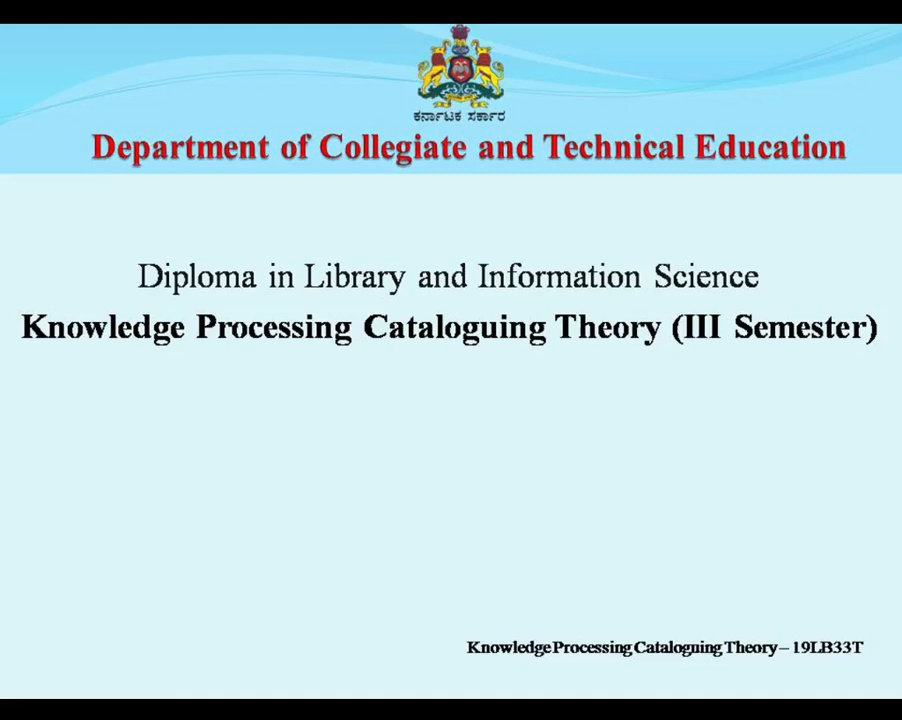 ಕರ್ನಾಟಕ ಸರ್ಕಾರ
Department of Collegiate and Technical Education
Diploma in Library and Information Science
Knowledge Processing Cataloguing Theory (III Semester)
Knowledge Processing Cataloguing Theory – 19LB33T